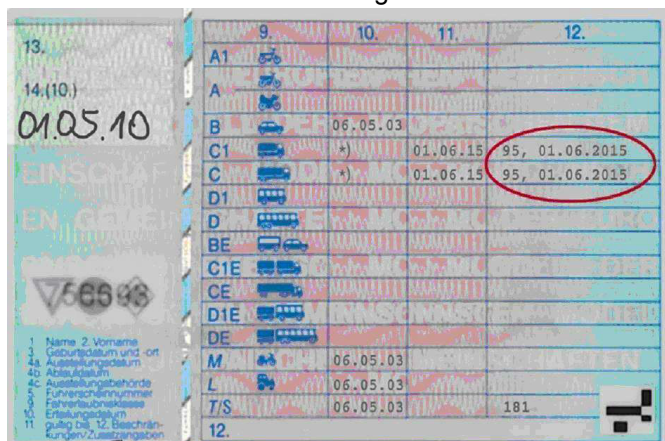 13.
14.(10.)
01.05.10
1 Name 2. Vorname
3 Geburtsdatum und -ort
4a Ausstellungsdatum
4b Ablaufdatum
4c Ausstellungsbehörde
5 Führerscheinnummer
9 Fahrerlaubnisklasse
10. Erteilungsdatum
11 gültig bis 12. Beschrän-
kungen/Zusatzangaben
9. 10. 11. 12.
A1
A
B 06.05.03
C1 *) 01.06.15 95, 01.06.2015
C *) 01.06.15 95, 01.06.2015
D1
D
BE
C1E
CE
D1E
DE
M 06.05.03
L 06.05.03
T/S 06.05.03 181
12.